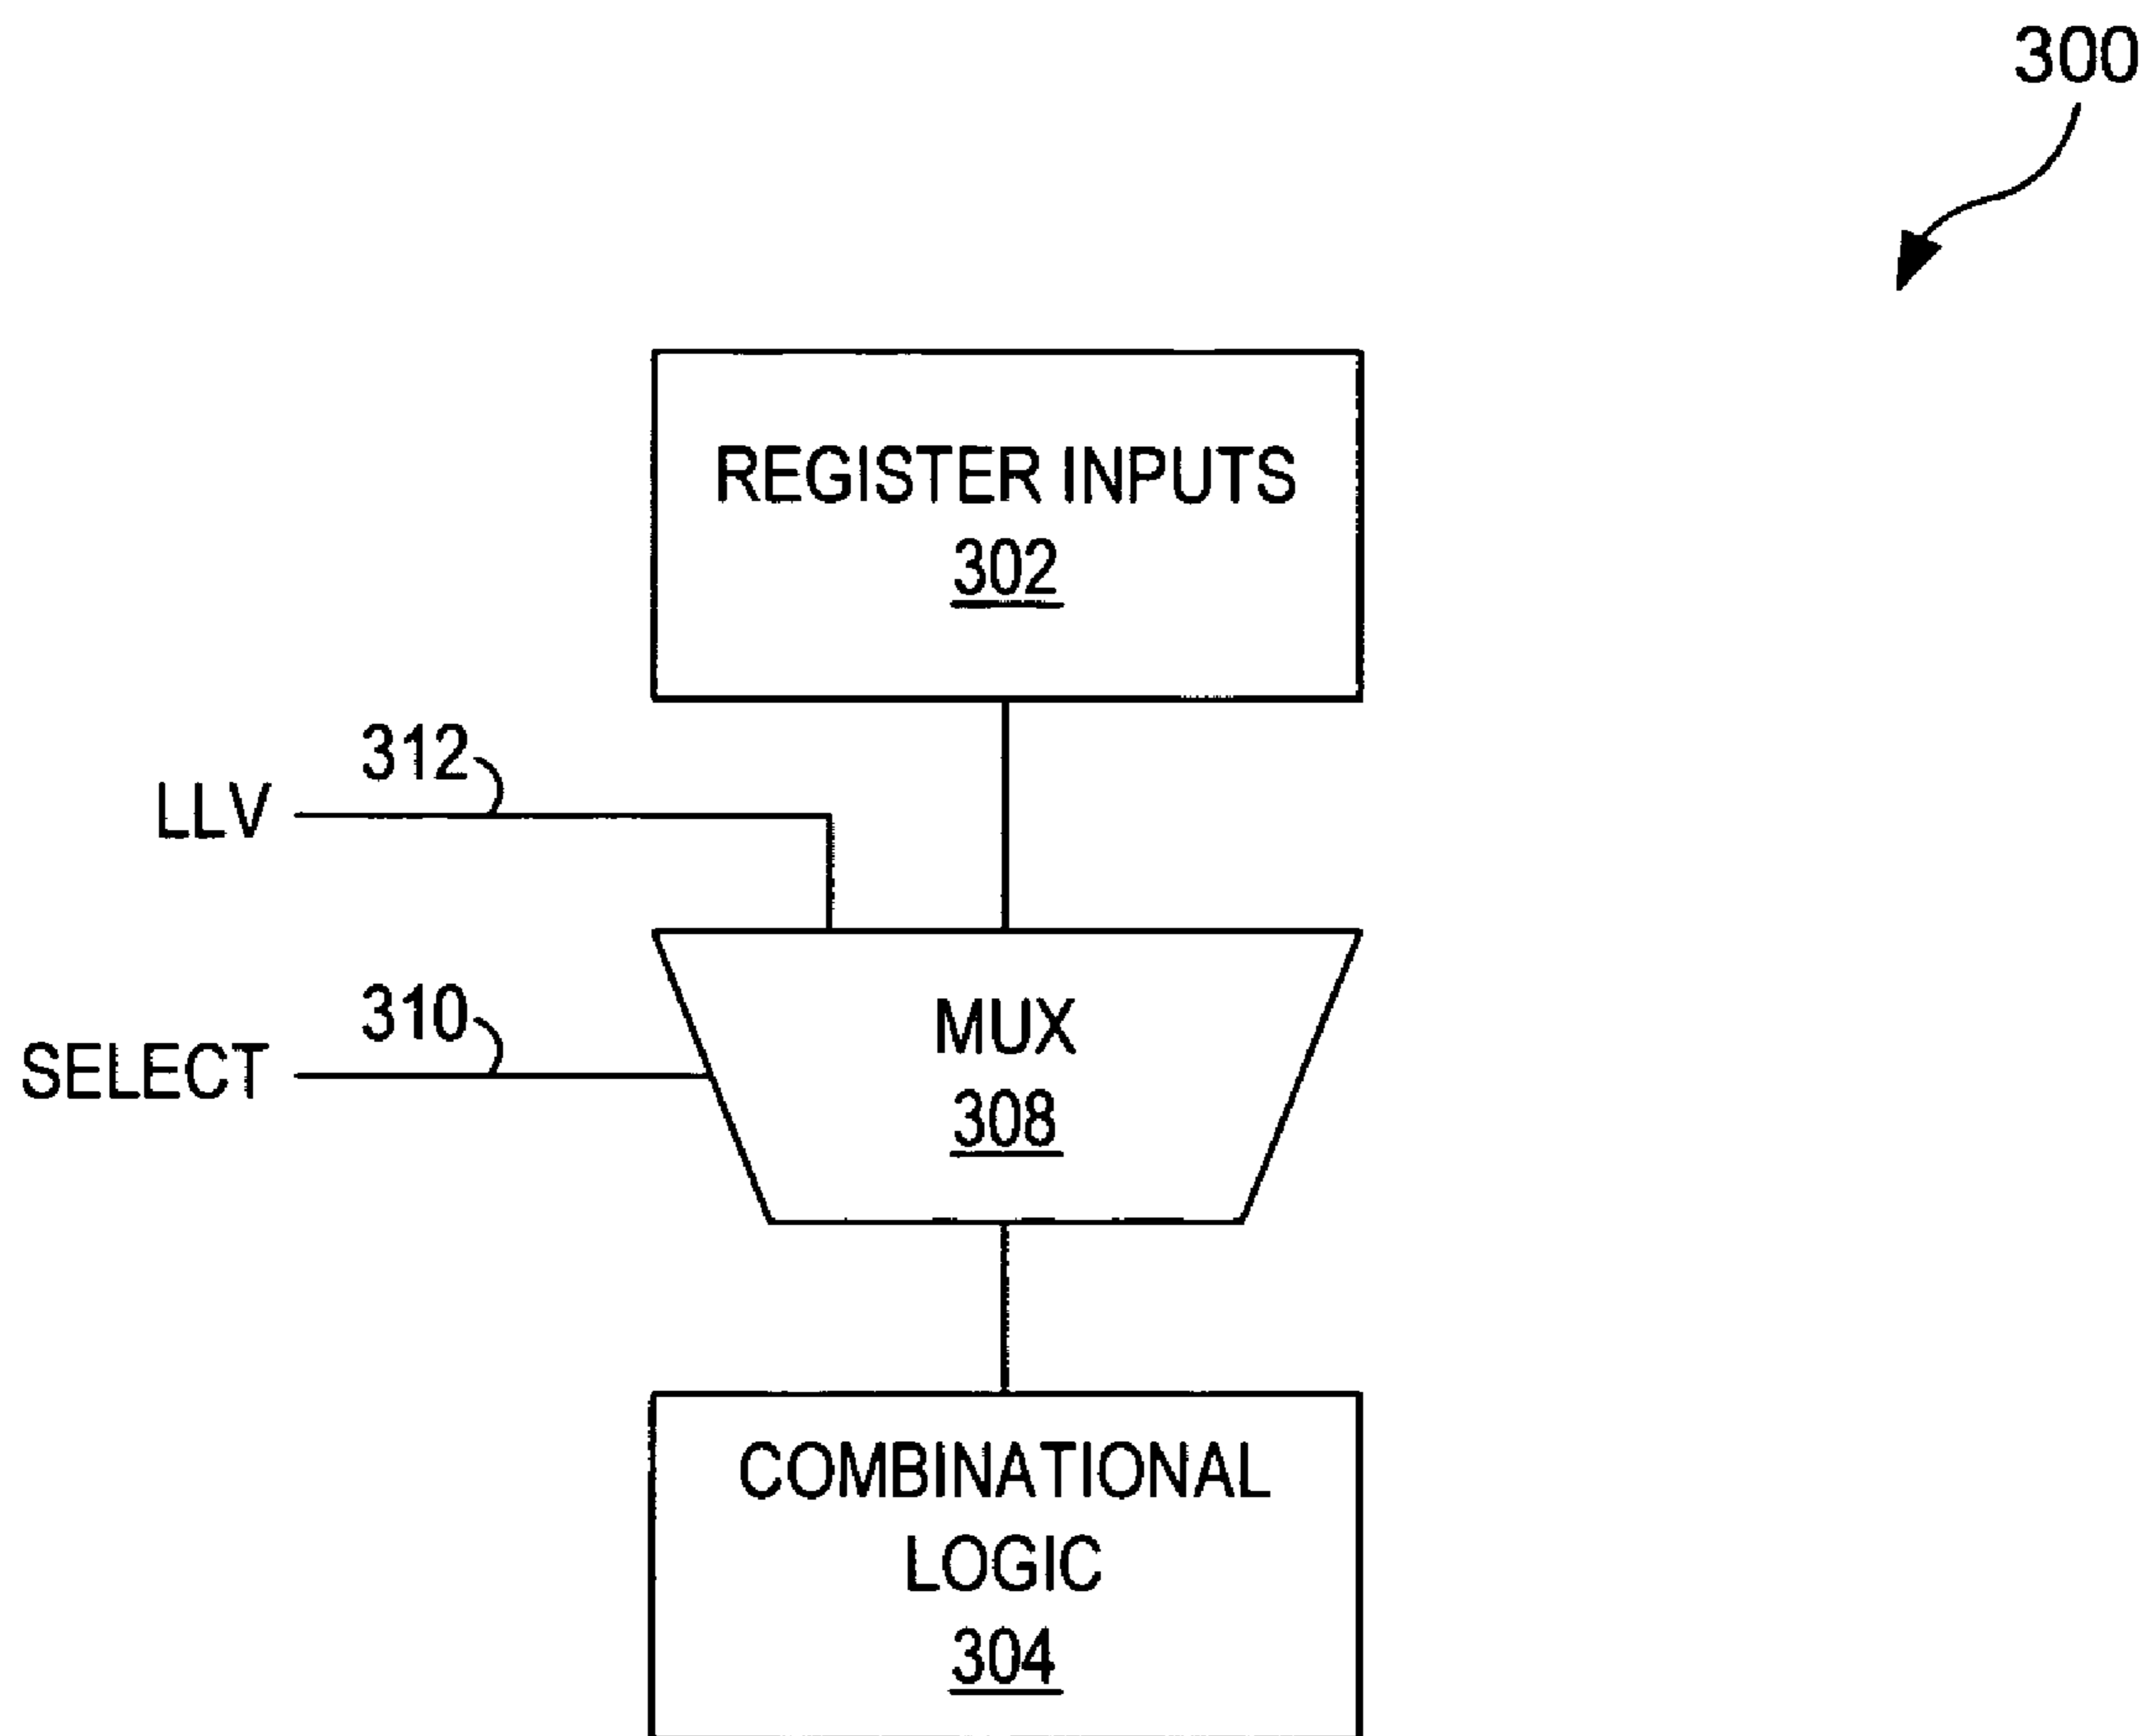 300
REGISTER INPUTS
302
312
LLV
310
SELECT
MUX
308
COMBINATIONAL
LOGIC
304